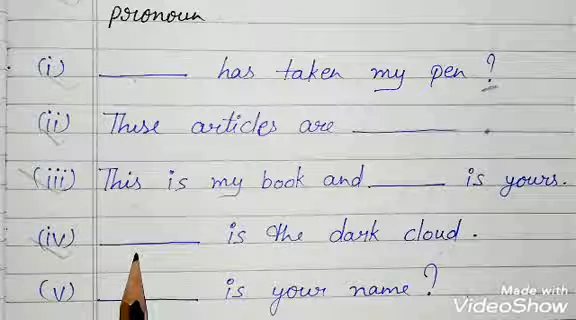 pronoun
(i) ______ has taken my pen ?
(ii) These articles are ______ .
(iii) This is my book and ______ is yours.
(iv) ______ is the dark cloud.
(v) ______ is your name ?
Made with
VideoShow